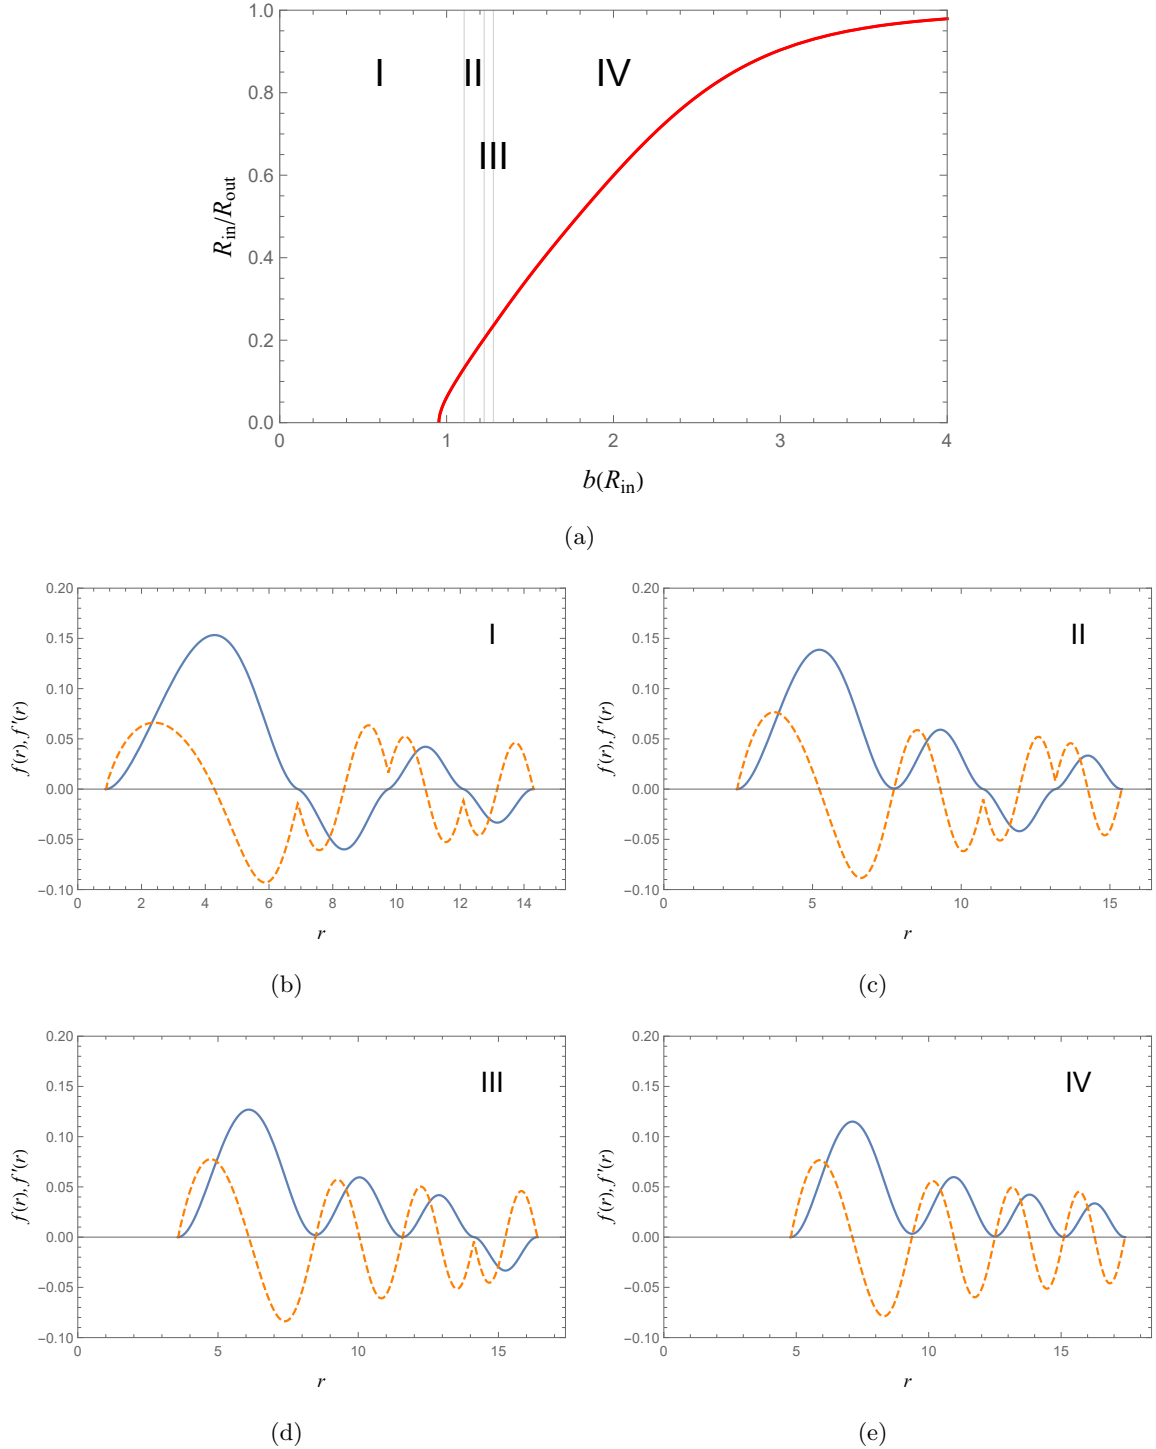 1.0
0.8
0.6
0.4
0.2
0.0
R_in/R_out
I
II
III
IV
0 1 2 3 4
b(R_in)
(a)
0.20
0.15
0.10
0.05
0.00
−0.05
−0.10
f(r), f'(r)
I
0 2 4 6 8 10 12 14
r
(b)
0.20
0.15
0.10
0.05
0.00
−0.05
−0.10
f(r), f'(r)
II
0 5 10 15
r
(c)
0.20
0.15
0.10
0.05
0.00
−0.05
−0.10
f(r), f'(r)
III
0 5 10 15
r
(d)
0.20
0.15
0.10
0.05
0.00
−0.05
−0.10
f(r), f'(r)
IV
0 5 10 15
r
(e)